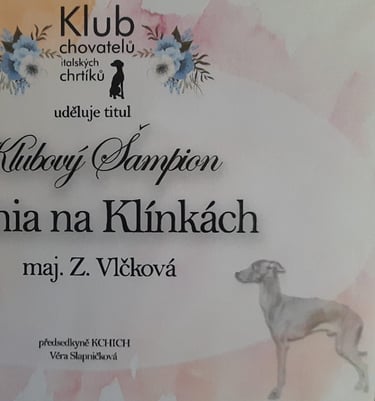 Klub
chovatelů
italských
chrtíků
uděluje titul
Klubový Šampion
nia na Klínkách
maj. Z. Vlčková
předsedkyně KCHICH
Věra Slapničková